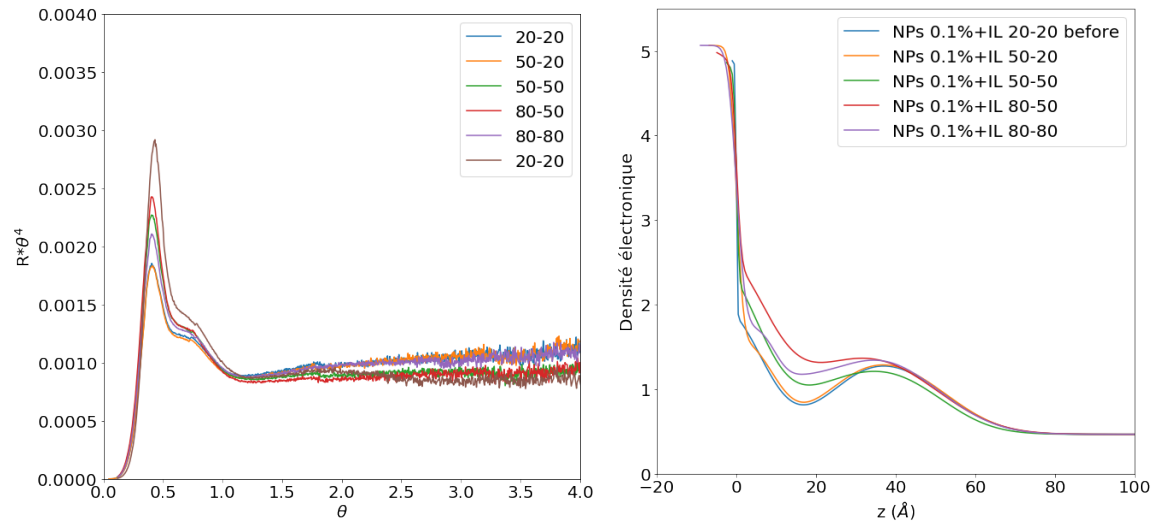 0.0040
0.0035
0.0030
0.0025
0.0020
0.0015
0.0010
0.0005
0.0000
R*θ⁴
0.0 0.5 1.0 1.5 2.0 2.5 3.0 3.5 4.0
θ
20-20
50-20
50-50
80-50
80-80
20-20
5
4
3
2
1
0
Densité électronique
−20 0 20 40 60 80 100
z (Å)
NPs 0.1%+IL 20-20 before
NPs 0.1%+IL 50-20
NPs 0.1%+IL 50-50
NPs 0.1%+IL 80-50
NPs 0.1%+IL 80-80